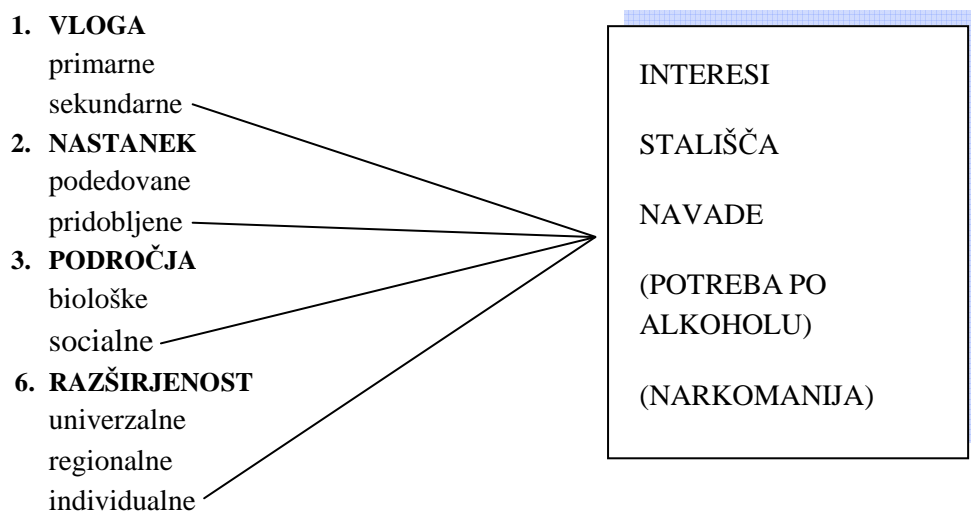 1. VLOGA
primarne
sekundarne
2. NASTANEK
podedovane
pridobljene
3. PODROČJA
biološke
socialne
6. RAZŠIRJENOST
univerzalne
regionalne
individualne
INTERESI
STALIŠČA
NAVADE
(POTREBA PO
ALKOHOLU)
(NARKOMANIJA)